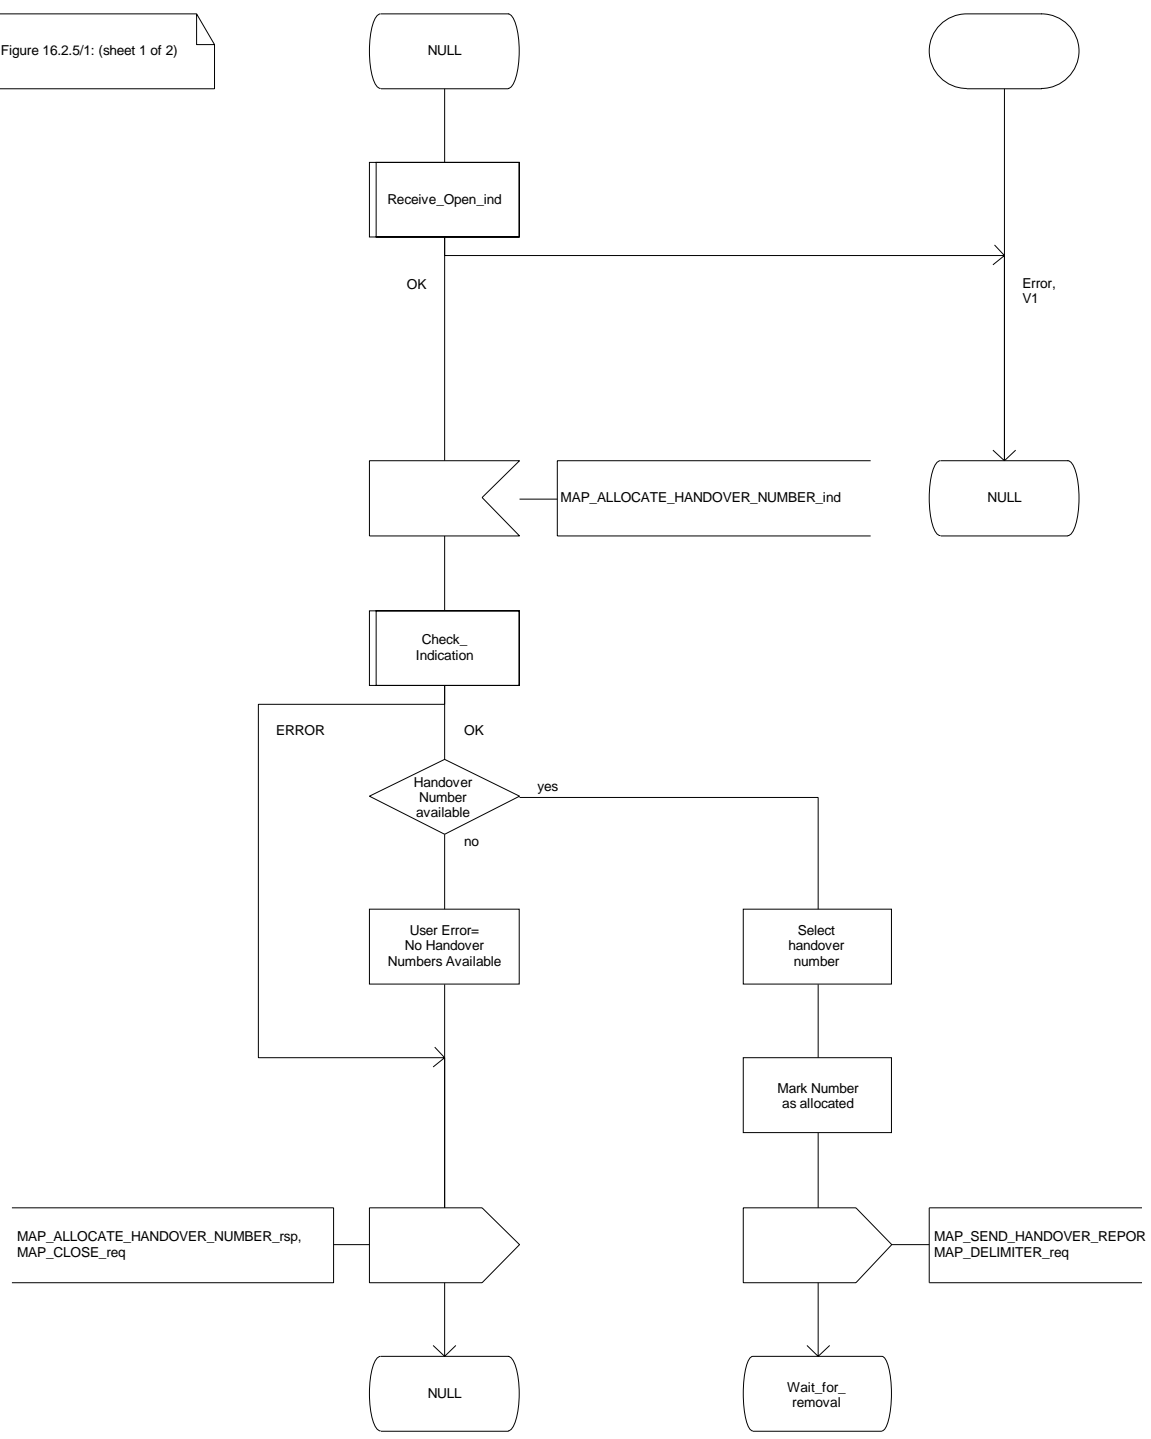 Figure 16.2.5/1: (sheet 1 of 2)
NULL
Receive_Open_ind
OK
Error,
V1
MAP_ALLOCATE_HANDOVER_NUMBER_ind
NULL
Check_
Indication
ERROR
OK
Handover
Number
available
yes
no
User Error=
No Handover
Numbers Available
Select
handover
number
Mark Number
as allocated
MAP_ALLOCATE_HANDOVER_NUMBER_rsp,
MAP_CLOSE_req
MAP_SEND_HANDOVER_REPOR
MAP_DELIMITER_req
NULL
Wait_for_
removal